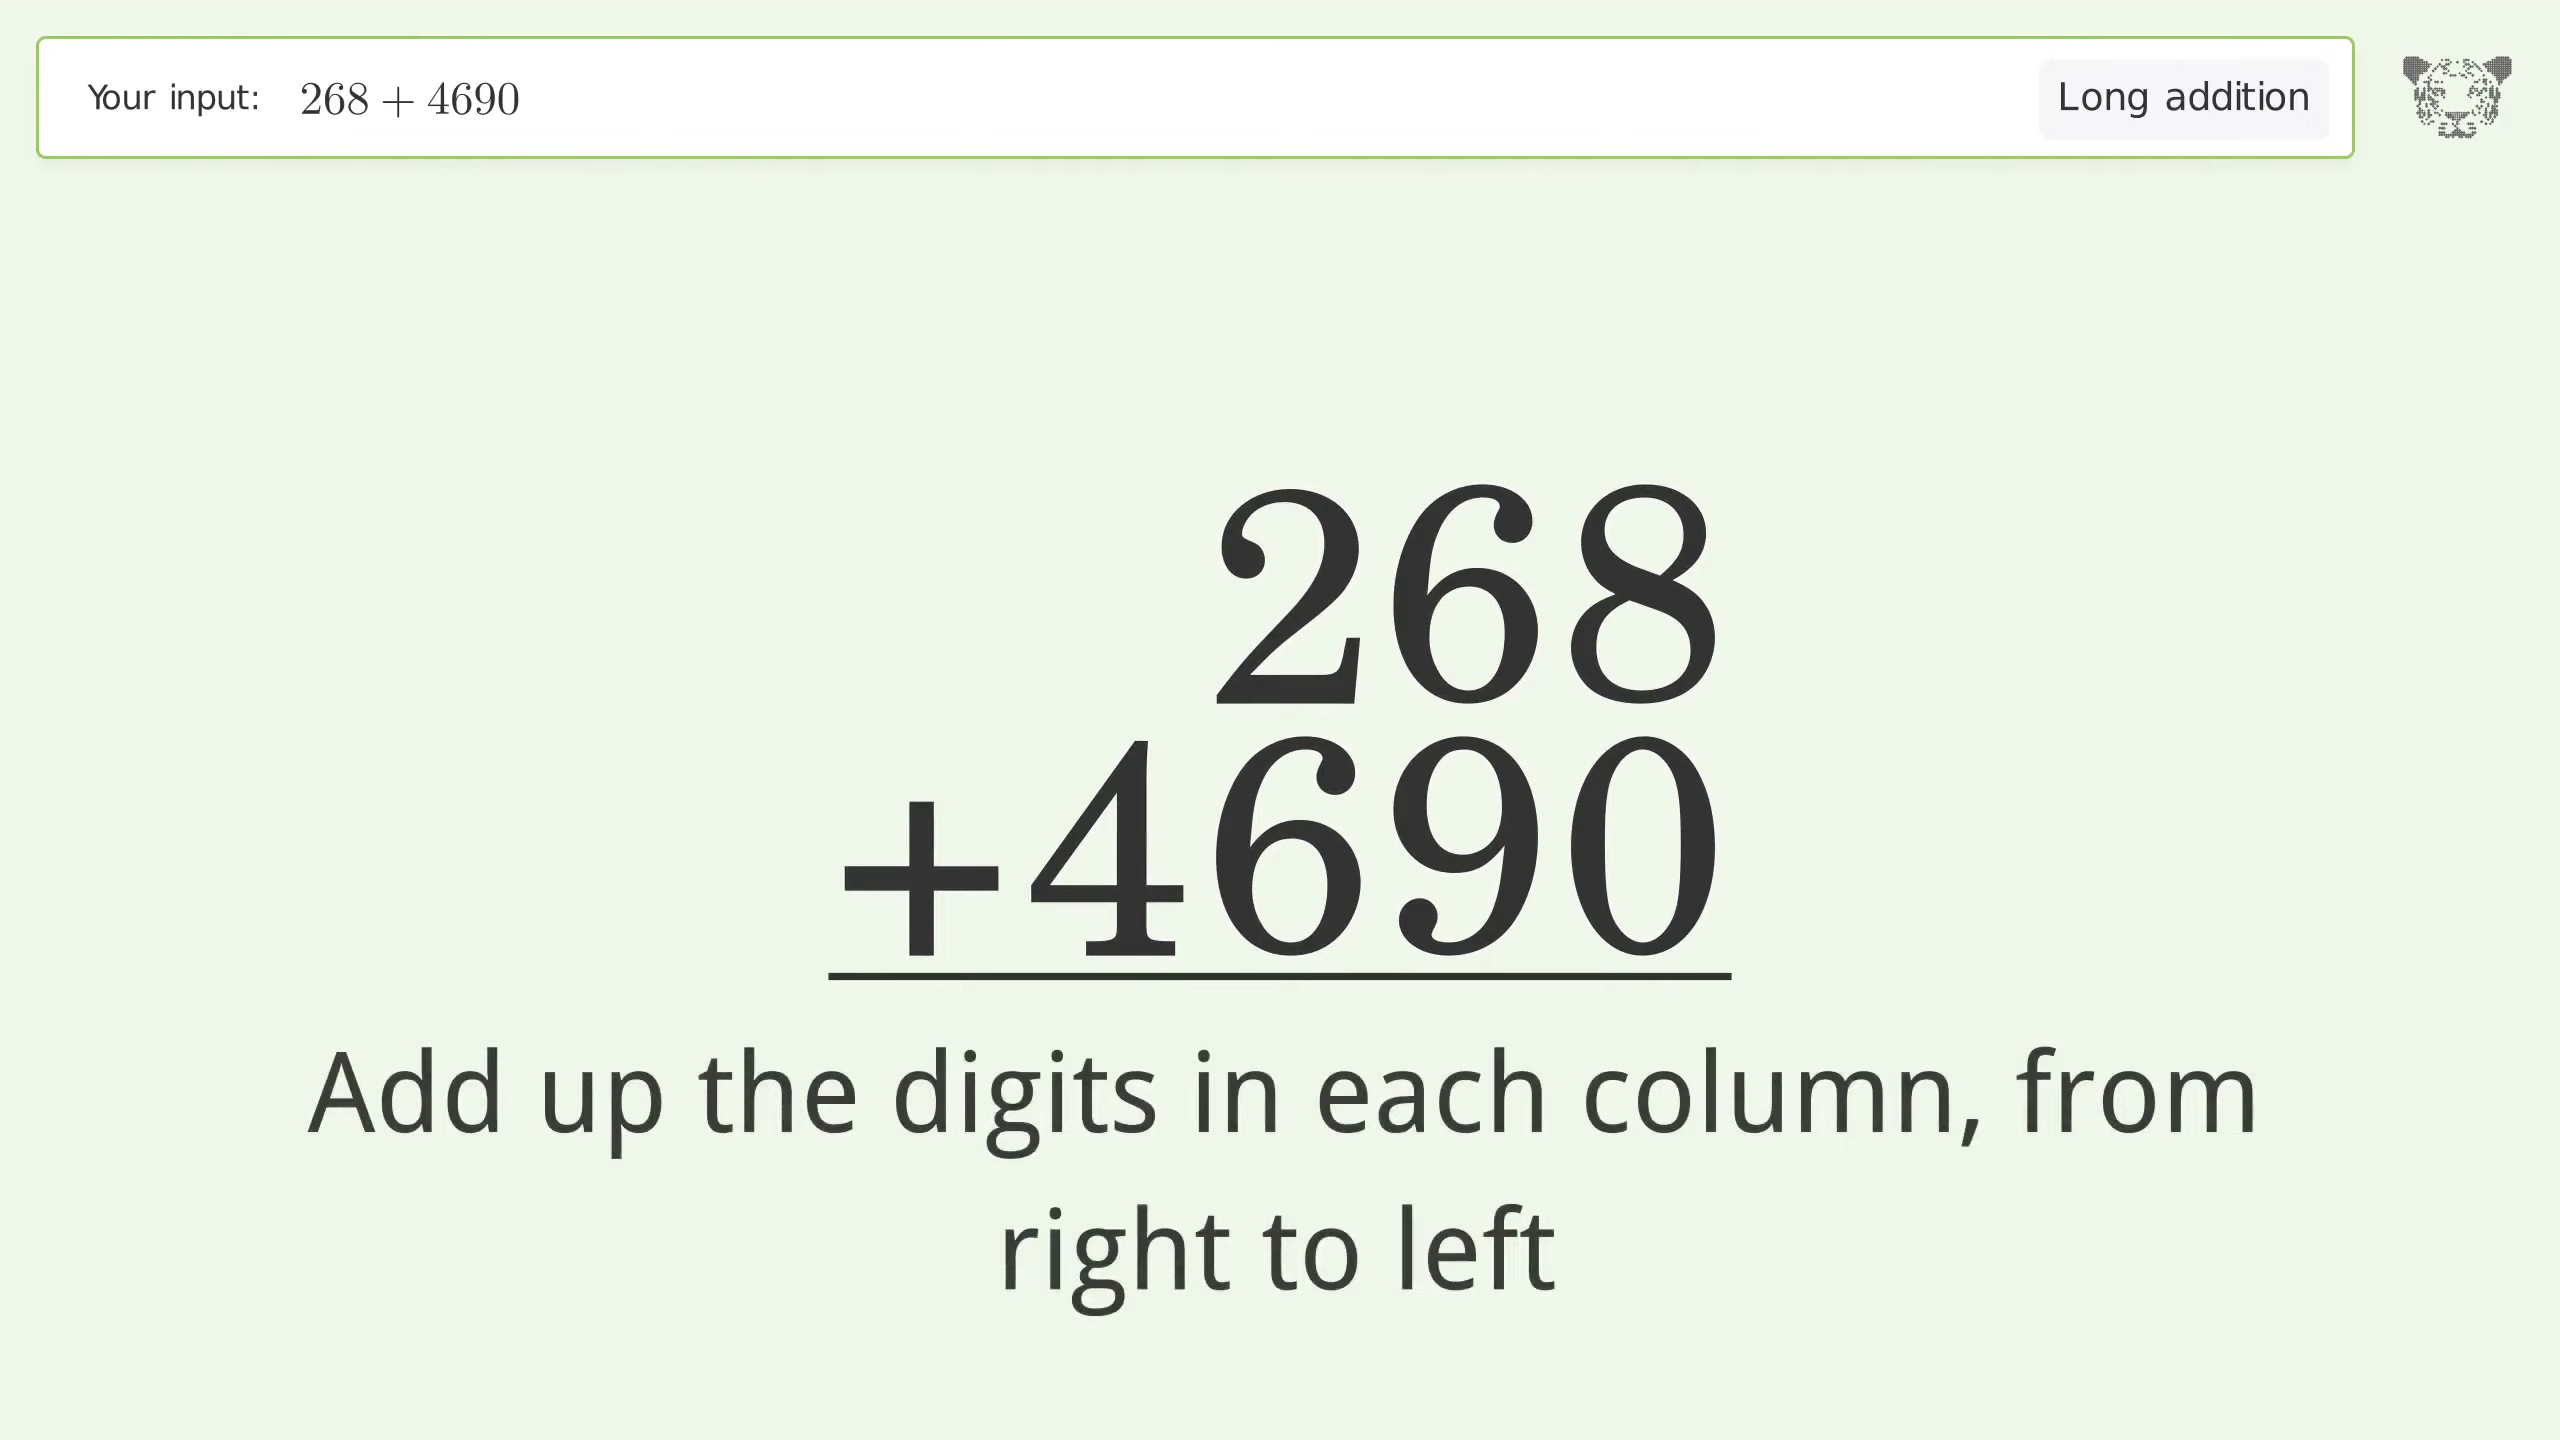 Your input: 268 + 4690
Long addition
268
+4690
Add up the digits in each column, from
right to left